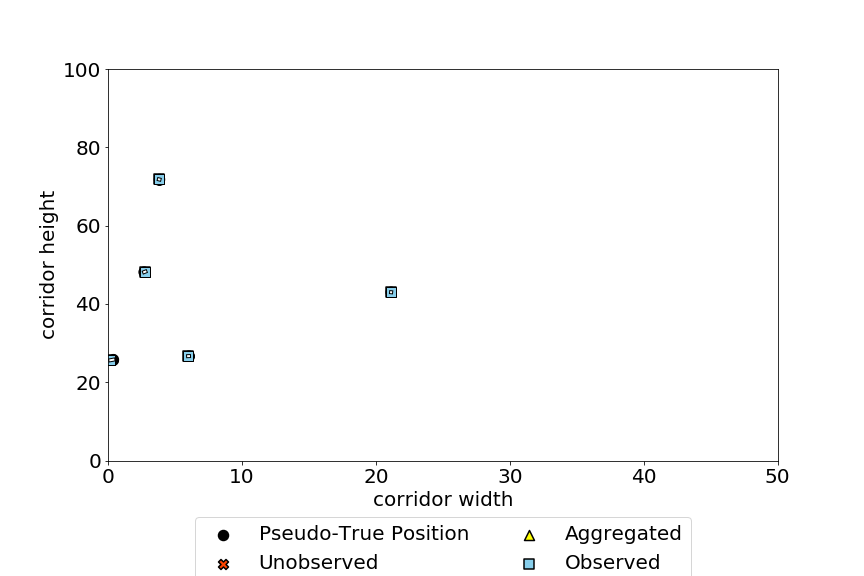 100
80
60
40
20
0
corridor height
0 10 20 30 40 50
corridor width
Pseudo-True Position Aggregated
Unobserved Observed